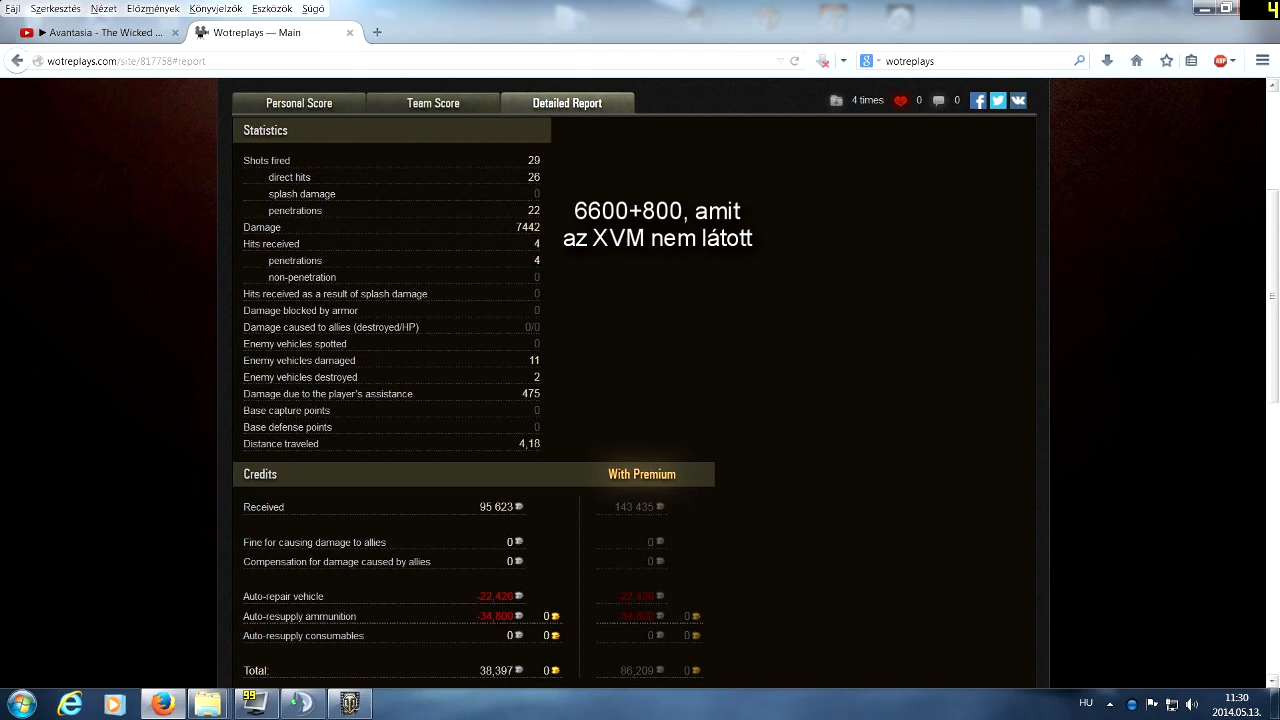 Fájl Szerkesztés Nézet Előzmények Könyvjelzők Eszközök Súgó
4
Avantasia - The Wicked ... × Wotreplays — Main × +
wotreplays.com/site/817758#report wotreplays ABP
Personal Score Team Score Detailed Report 4 times 0 0
Statistics
Shots fired 29
direct hits 26
splash damage 0
penetrations 22
Damage 7442
Hits received 4
penetrations 4
non-penetration 0
Hits received as a result of splash damage 0
Damage blocked by armor 0
Damage caused to allies (destroyed/HP) 0/0
Enemy vehicles spotted 0
Enemy vehicles damaged 11
Enemy vehicles destroyed 2
Damage due to the player's assistance 475
Base capture points 0
Base defense points 0
Distance traveled 4,18
6600+800, amit
az XVM nem látott
Credits With Premium
Received 95 623 143 435
Fine for causing damage to allies 0 0
Compensation for damage caused by allies 0 0
Auto-repair vehicle -22,426 -22,426
Auto-resupply ammunition -34,800 0 -34,800 0
Auto-resupply consumables 0 0 0 0
Total: 38,397 0 86,209 0
99
HU 11:30
2014.05.13.